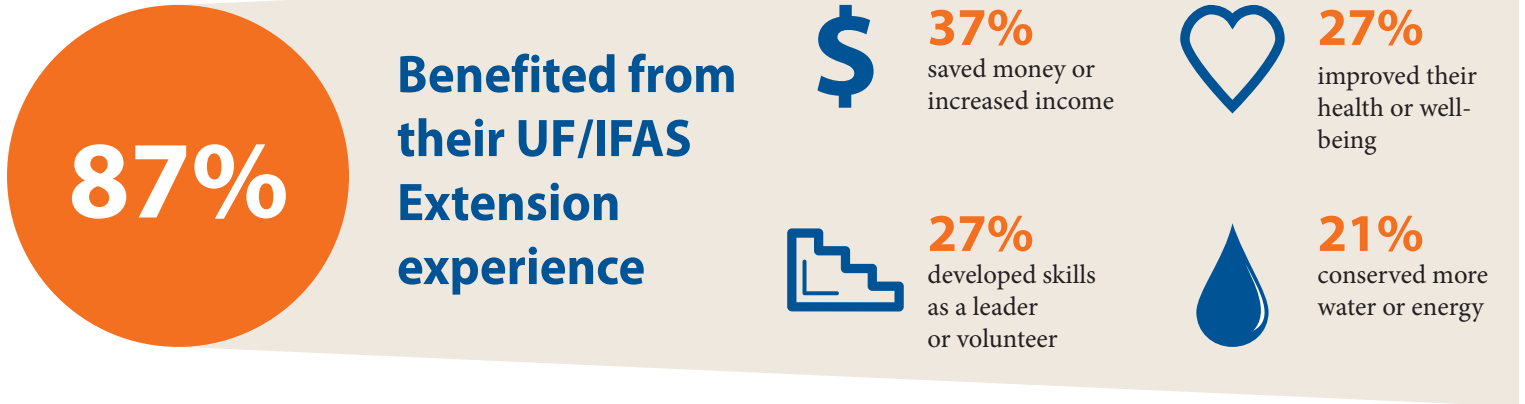 87%
Benefited from
their UF/IFAS
Extension
experience
37%
saved money or
increased income
27%
improved their
health or well-
being
27%
developed skills
as a leader
or volunteer
21%
conserved more
water or energy